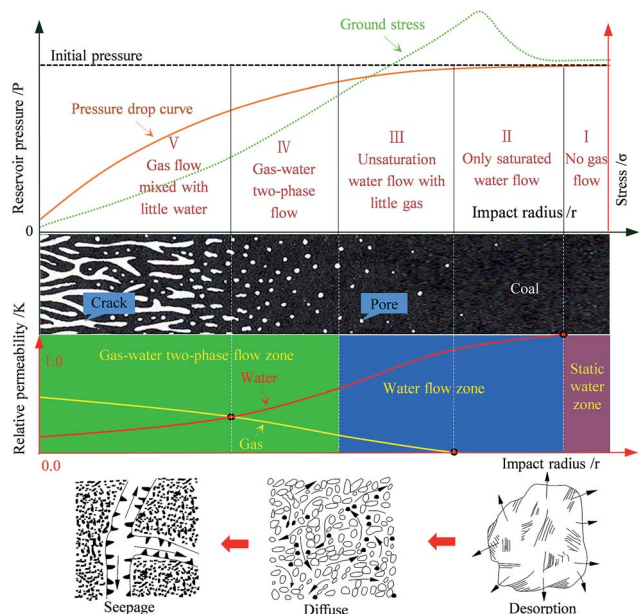 Ground stress
Initial pressure
Reservoir pressure /P
Pressure drop curve
V
Gas flow
mixed with
little water
IV
Gas-water
two-phase
flow
III
Unsaturation
water flow with
little gas
II
Only saturated
water flow
I
No gas
flow
Stress /σ
Impact radius /r
0
Crack
Pore
Coal
Relative permeability /K
1.0
Gas-water two-phase flow zone
Water
Gas
Water flow zone
Static
water
zone
0.0
Impact radius /r
Seepage
Diffuse
Desorption